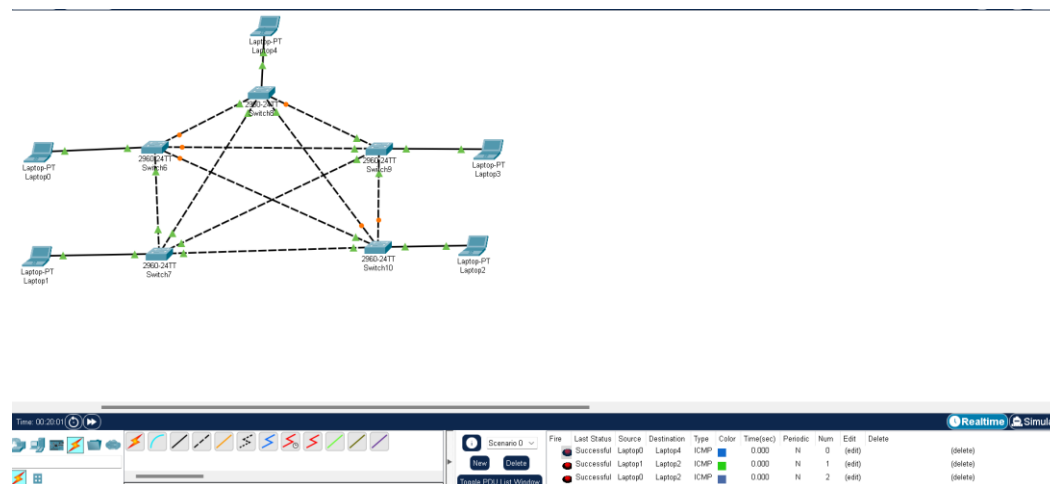 Laptop-PT
Laptop4
2960-24TT
Switch8
2960-24TT
Switch6
2960-24TT
Switch9
Laptop-PT
Laptop0
Laptop-PT
Laptop3
Laptop-PT
Laptop1
2960-24TT
Switch7
2960-24TT
Switch10
Laptop-PT
Laptop2
Time: 00:20:01
Realtime
Simula
Scenario 0
New Delete
Toggle PDU List Window
Fire Last Status Source Destination Type Color Time(sec) Periodic Num Edit Delete
Successful Laptop0 Laptop4 ICMP 0.000 N 0 (edit) (delete)
Successful Laptop1 Laptop2 ICMP 0.000 N 1 (edit) (delete)
Successful Laptop0 Laptop2 ICMP 0.000 N 2 (edit) (delete)